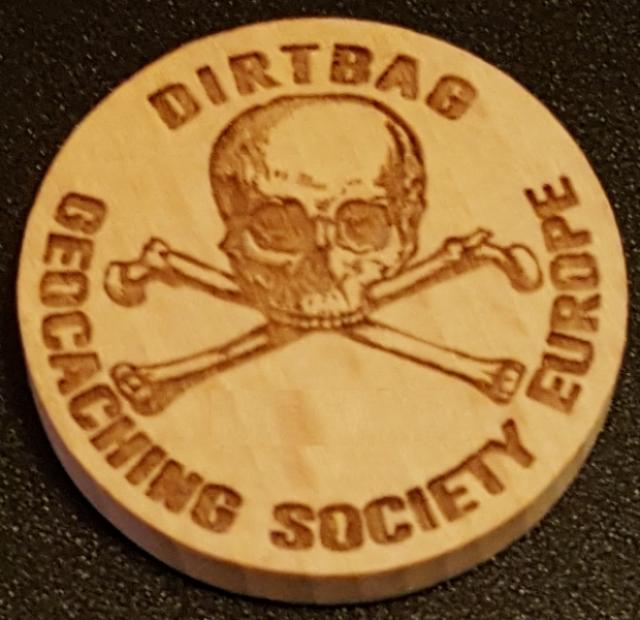 DIRTBAG
GEOCACHING SOCIETY EUROPE